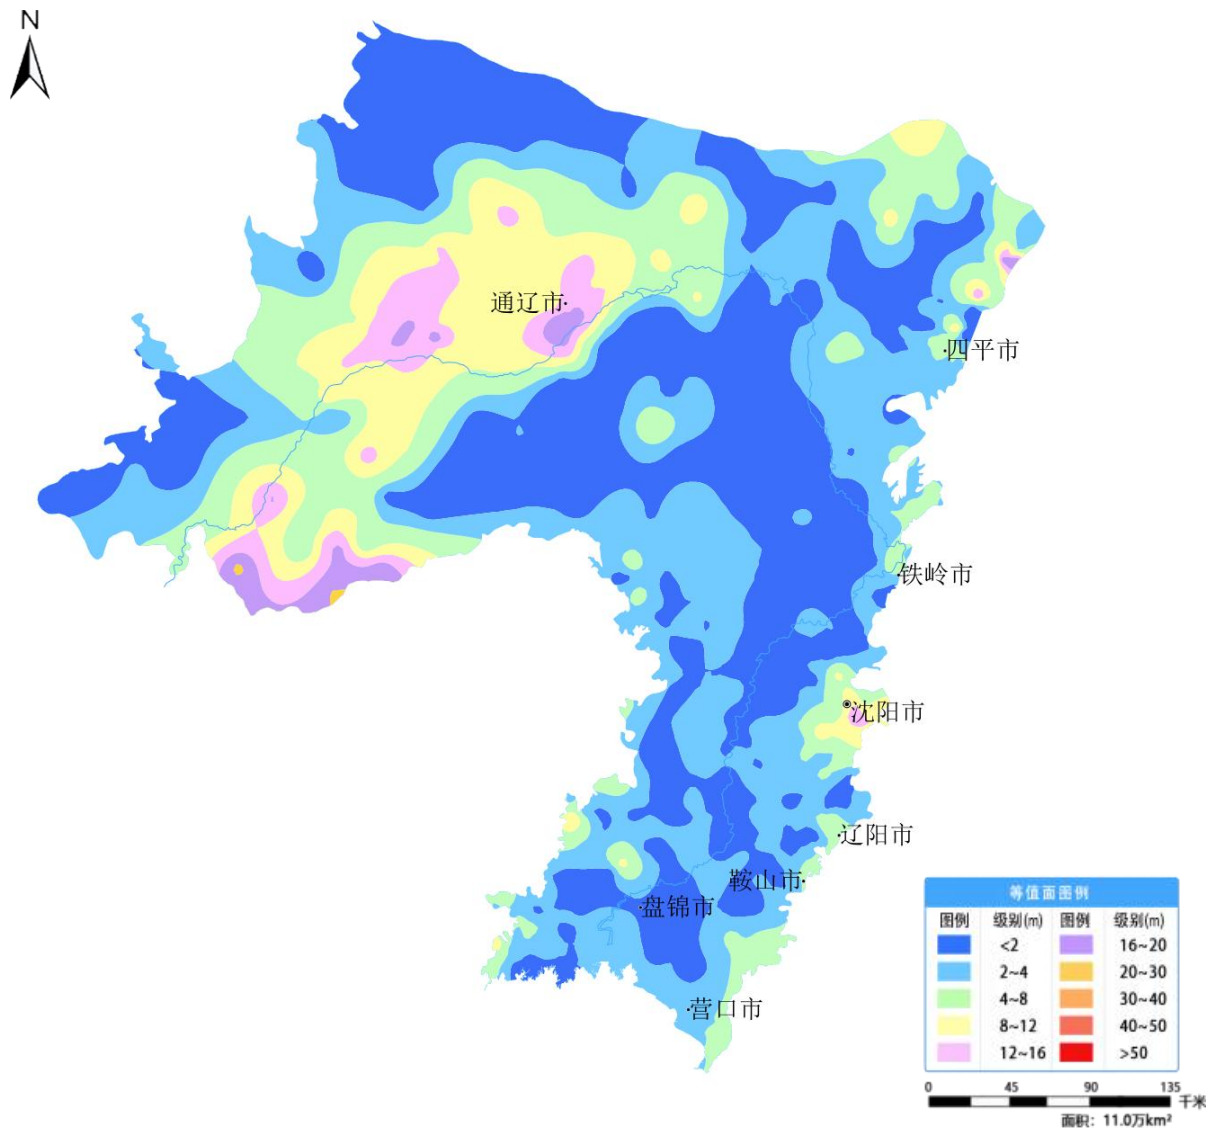 N
通辽市
四平市
铁岭市
沈阳市
辽阳市
鞍山市
盘锦市
营口市
等值面图例
图例 级别(m) 图例 级别(m)
<2 16~20
2~4 20~30
4~8 30~40
8~12 40~50
12~16 >50
0 45 90 135
千米
面积：11.0万km²